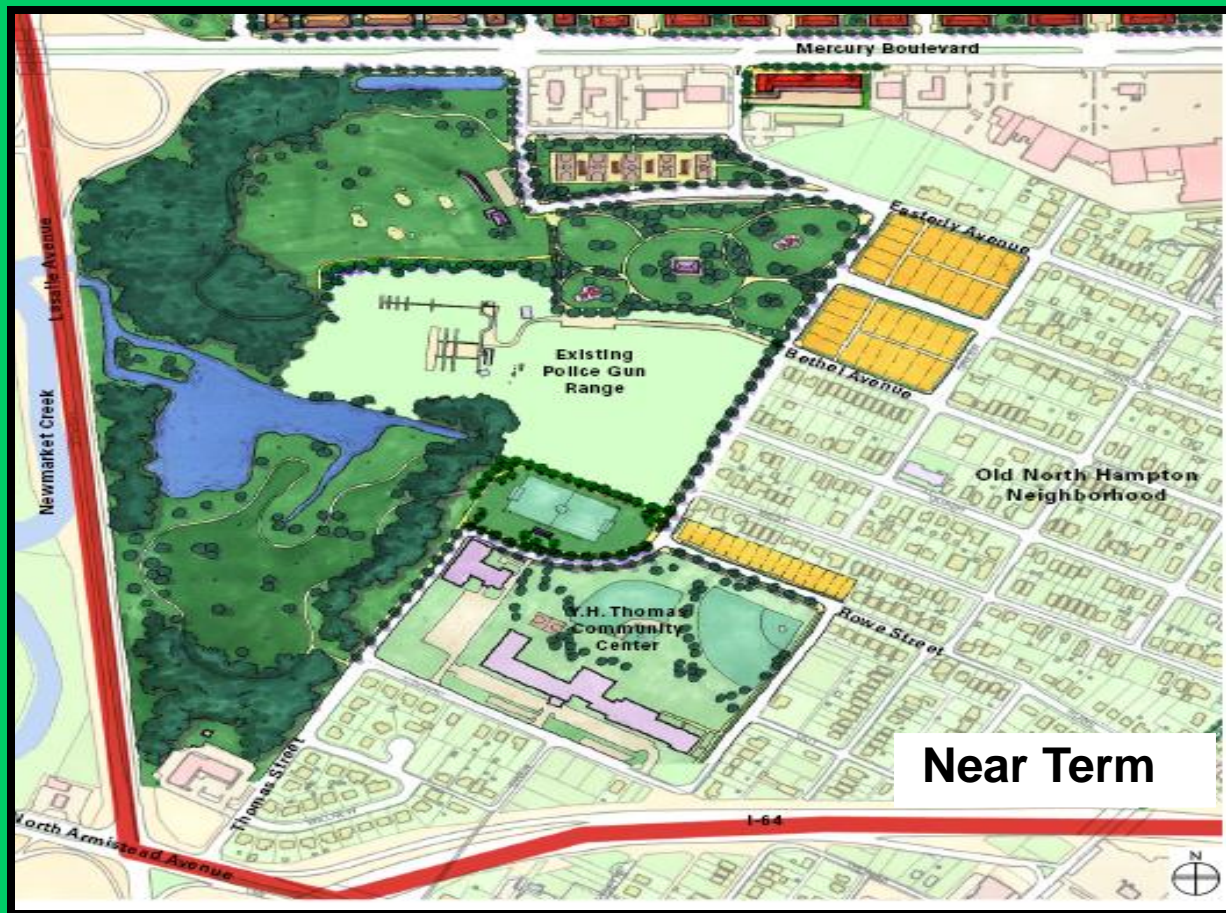 Mercury Boulevard
Lasalle Avenue
Easterly Avenue
Existing
Police Gun
Range
Bethel Avenue
Newmarket Creek
Old North Hampton
Neighborhood
Y.H. Thomas
Community
Center
Rowe Street
Thomas Street
Near Term
I-64
North Armistead Avenue
N